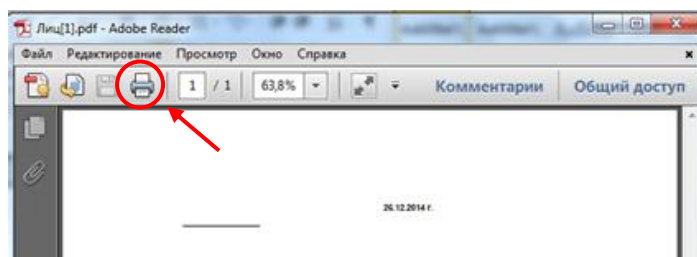 Лиц[1].pdf - Adobe Reader
Файл Редактирование Просмотр Окно Справка
1 / 1 63,8% Комментарии Общий доступ
26.12.2014 г.